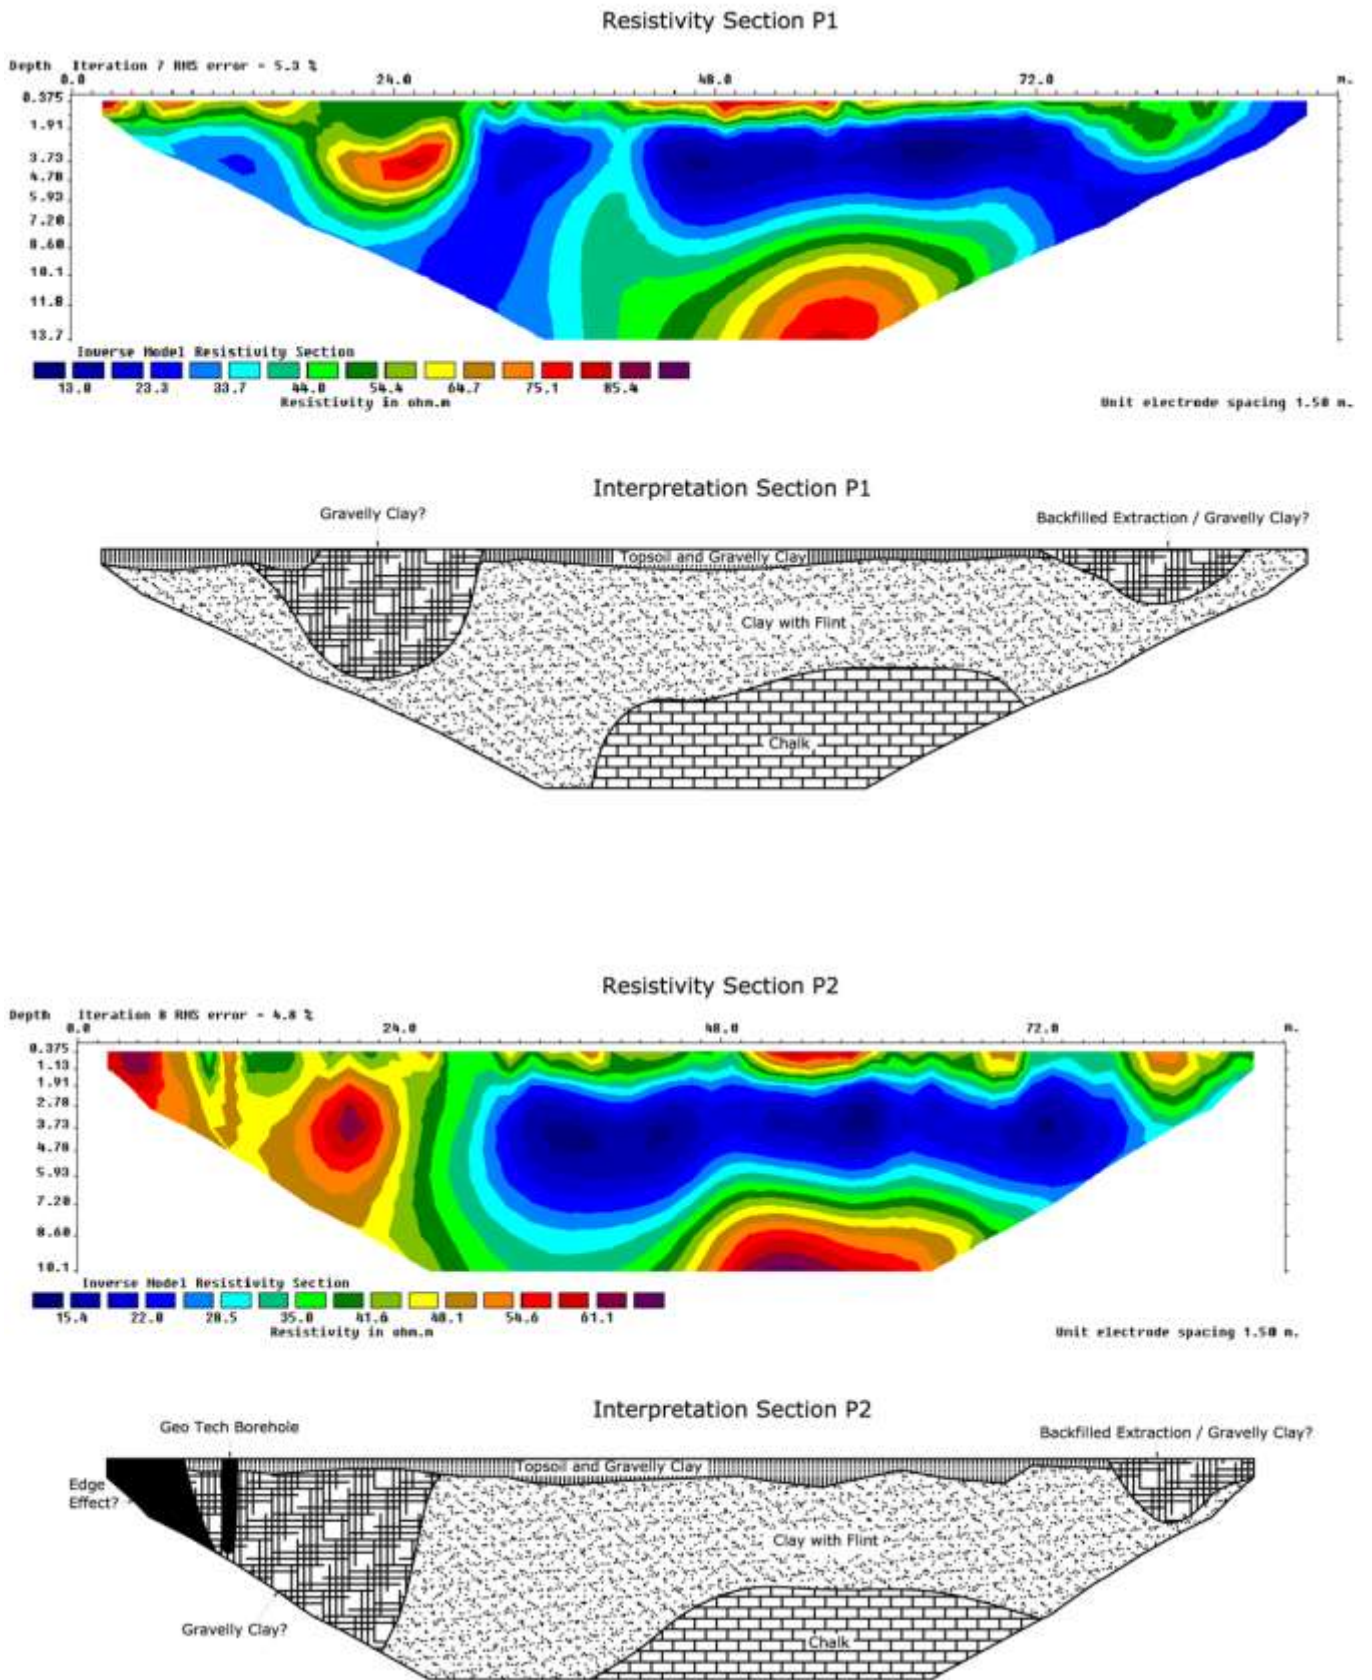 Resistivity Section P1
Depth Iteration 7 RMS error = 5.3 %
0.0 24.0 48.0 72.0 m.
0.375
1.91
3.73
4.78
5.93
7.20
8.60
10.1
11.8
13.7
Inverse Model Resistivity Section
13.0 23.3 33.7 44.0 54.4 64.7 75.1 85.4
Resistivity in ohm.m
Unit electrode spacing 1.50 m.
Interpretation Section P1
Gravelly Clay?
Backfilled Extraction / Gravelly Clay?
Topsoil and Gravelly Clay
Clay with Flint
Chalk
Resistivity Section P2
Depth Iteration 8 RMS error = 4.8 %
0.0 24.0 48.0 72.0 m.
0.375
1.13
1.91
2.78
3.73
4.78
5.93
7.20
8.60
10.1
Inverse Model Resistivity Section
15.4 22.0 28.5 35.0 41.6 48.1 54.6 61.1
Resistivity in ohm.m
Unit electrode spacing 1.50 m.
Interpretation Section P2
Geo Tech Borehole
Backfilled Extraction / Gravelly Clay?
Topsoil and Gravelly Clay
Edge
Effect?
Clay with Flint
Gravelly Clay?
Chalk